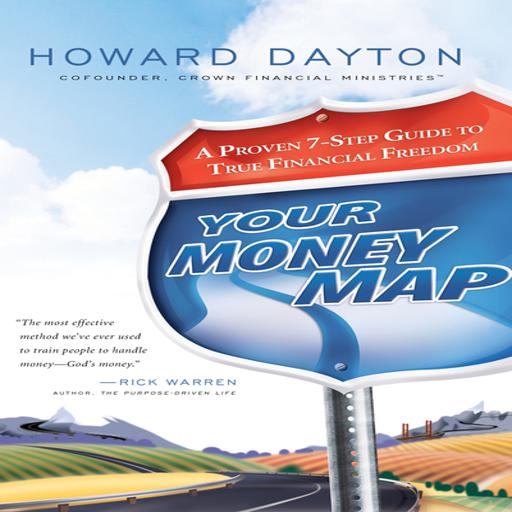 HOWARD DAYTON
COFOUNDER, CROWN FINANCIAL MINISTRIES™
A PROVEN 7-STEP GUIDE TO
TRUE FINANCIAL FREEDOM
YOUR
MONEY
MAP
"The most effective
method we've ever used
to train people to handle
money—God's money."
—RICK WARREN
AUTHOR, THE PURPOSE-DRIVEN LIFE